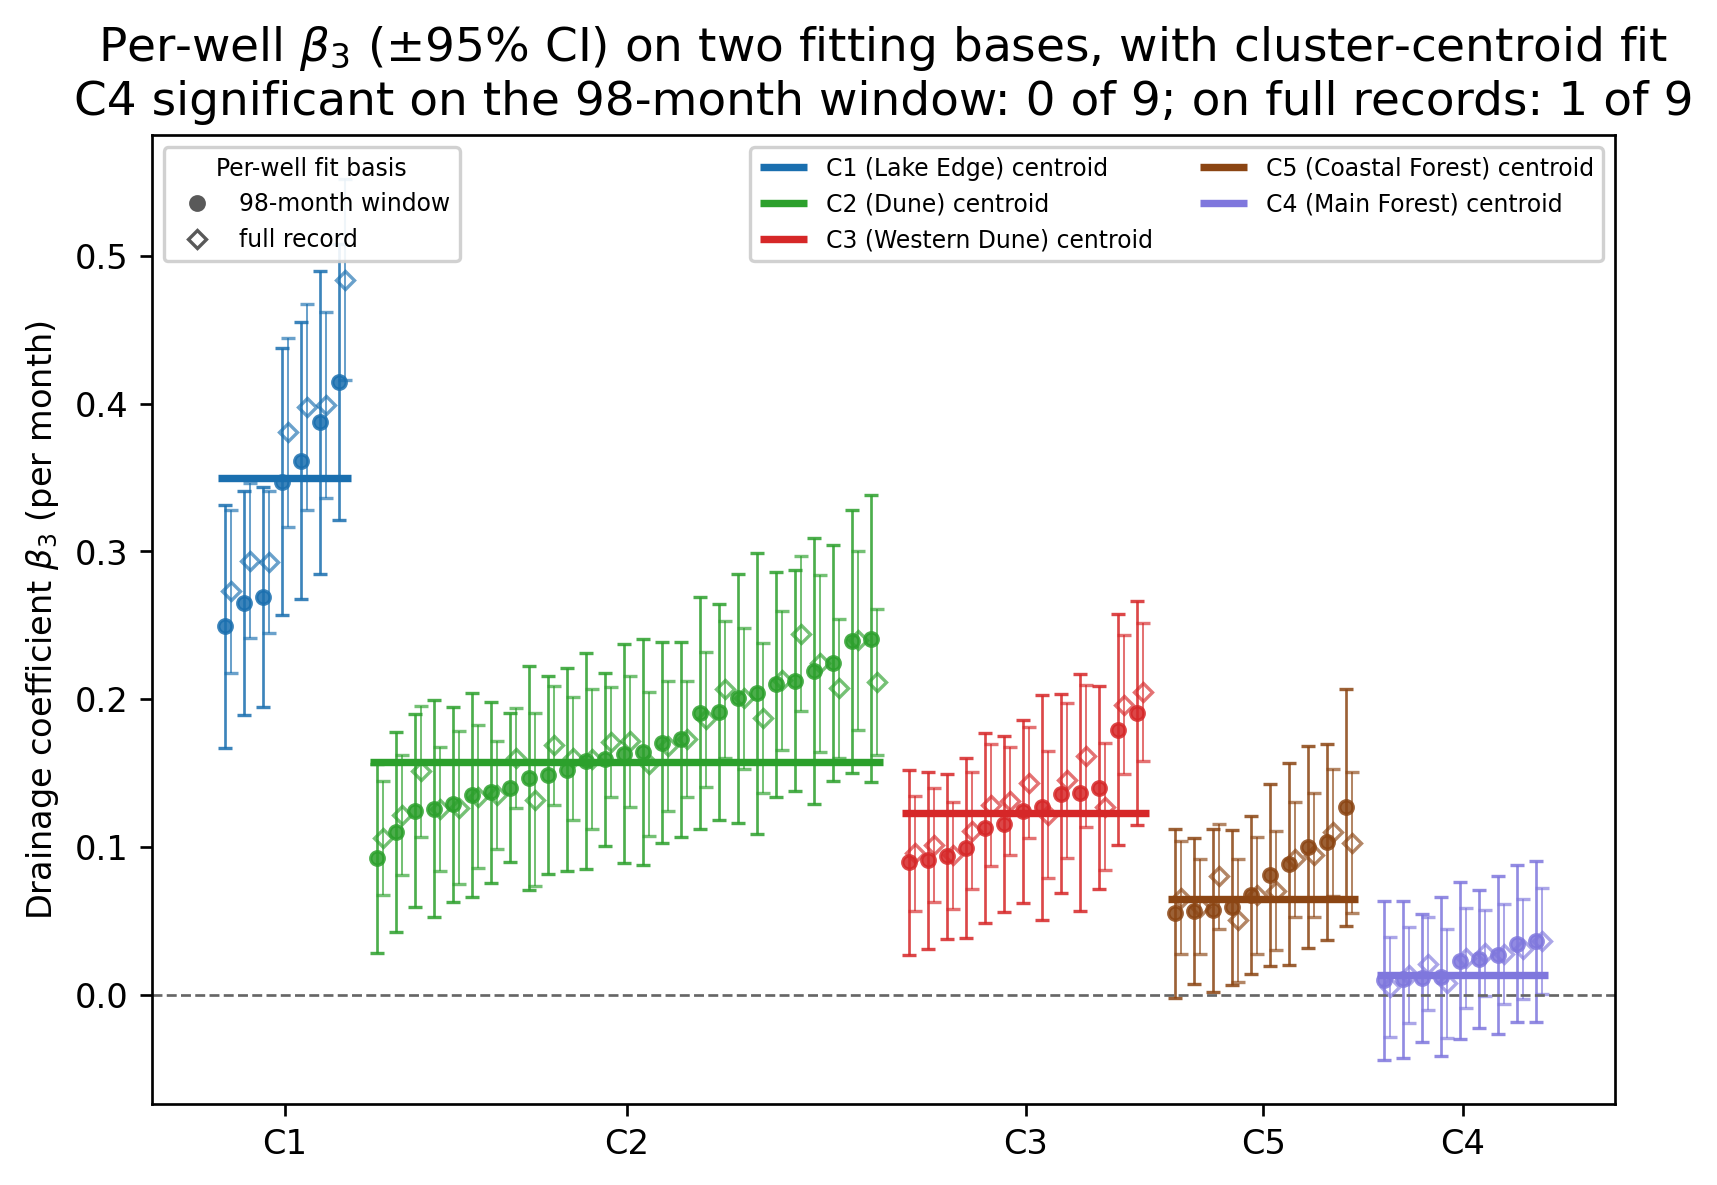 Per-well β₃ (±95% CI) on two fitting bases, with cluster-centroid fit
C4 significant on the 98-month window: 0 of 9; on full records: 1 of 9
Per-well fit basis
98-month window
full record
C1 (Lake Edge) centroid
C2 (Dune) centroid
C3 (Western Dune) centroid
C5 (Coastal Forest) centroid
C4 (Main Forest) centroid
Drainage coefficient β₃ (per month)
0.5
0.4
0.3
0.2
0.1
0.0
C1
C2
C3
C5
C4